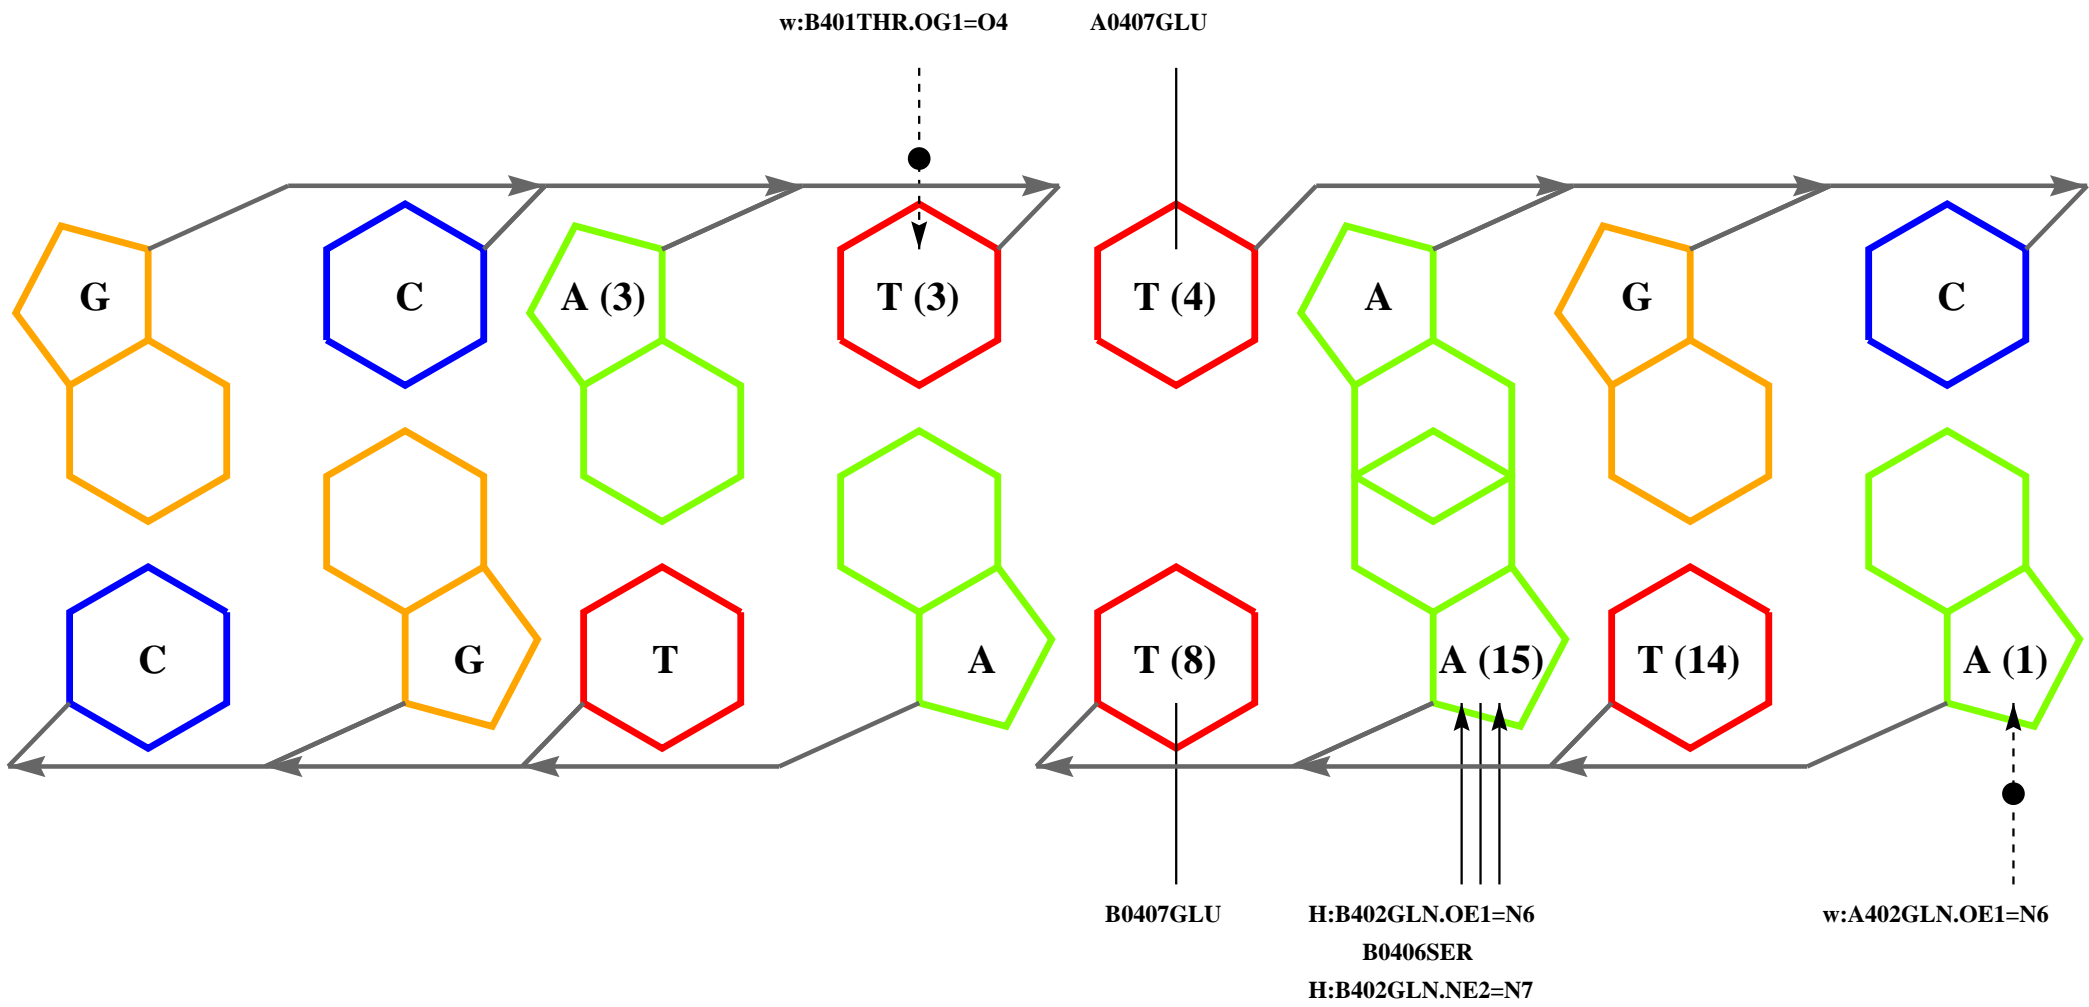 w:B401THR.OG1=O4 A0407GLU
G C A (3) T (3) T (4) A G C
C G T A T (8) A (15) T (14) A (1)
B0407GLU H:B402GLN.OE1=N6 w:A402GLN.OE1=N6
B0406SER
H:B402GLN.NE2=N7